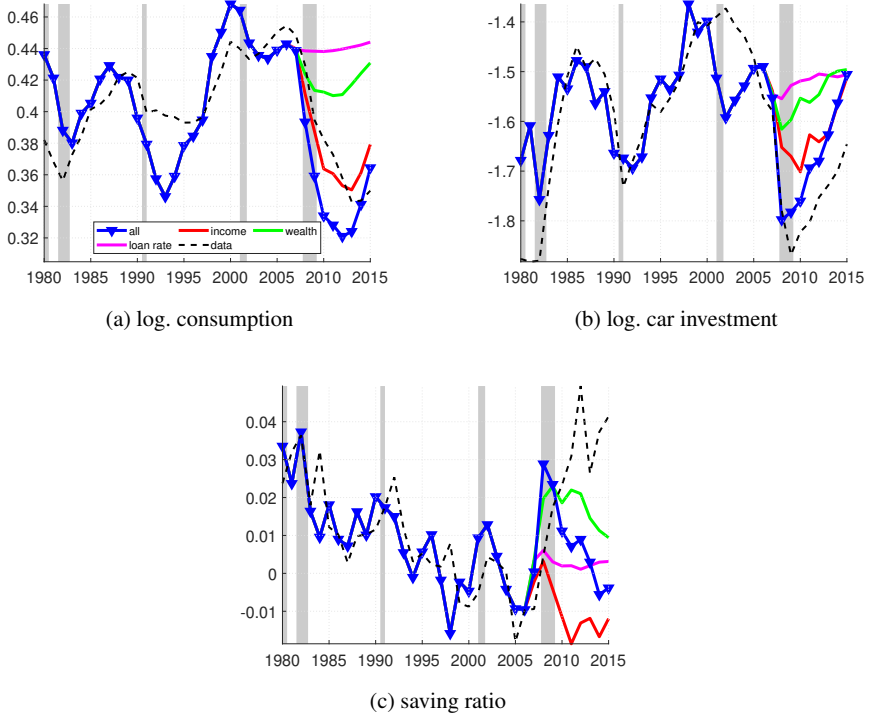 0.46
0.44
0.42
0.4
0.38
0.36
0.34
0.32
all
income
wealth
loan rate
data
1980 1985 1990 1995 2000 2005 2010 2015
(a) log. consumption
-1.4
-1.5
-1.6
-1.7
-1.8
1980 1985 1990 1995 2000 2005 2010 2015
(b) log. car investment
0.04
0.03
0.02
0.01
0
-0.01
1980 1985 1990 1995 2000 2005 2010 2015
(c) saving ratio